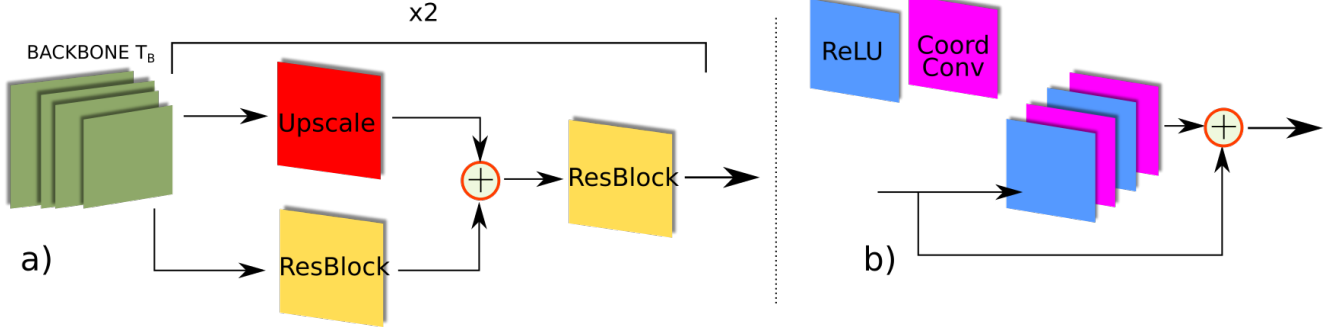 x2
BACKBONE T_B
Upscale
ResBlock
ResBlock
a)
ReLU
Coord
Conv
b)